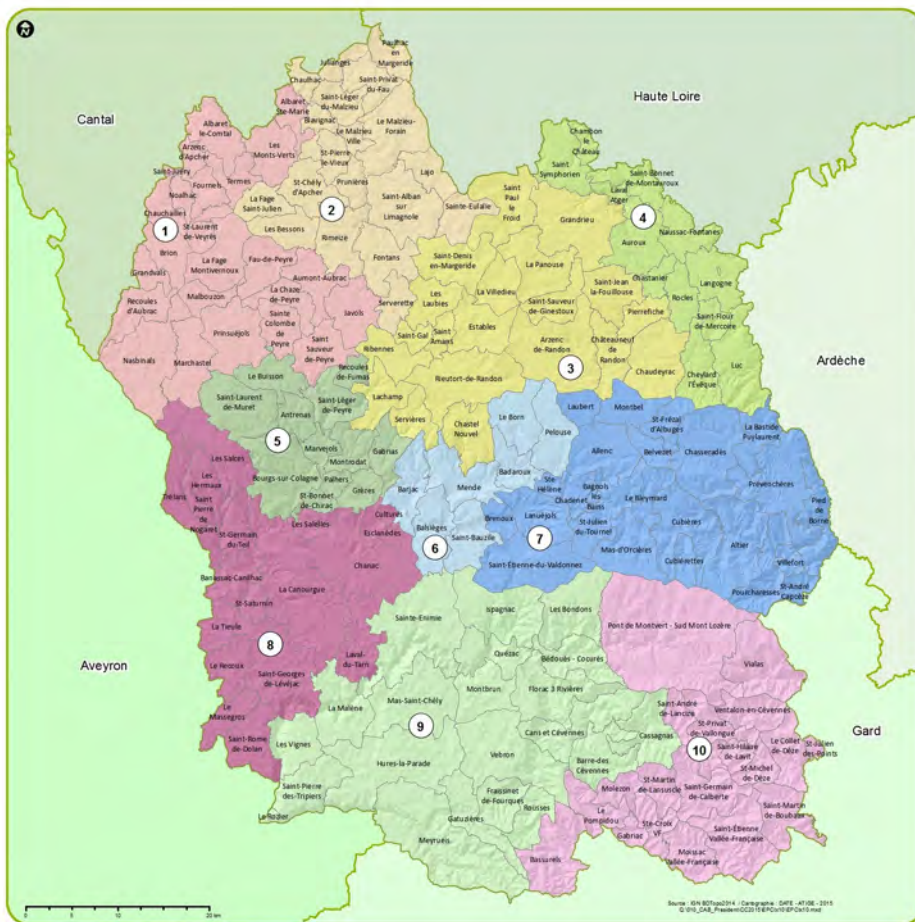 N
Cantal
Haute Loire
Ardèche
Gard
Aveyron
Paulhac
en
Margeride
Julianges
Chaulhac
Saint-Privat
du-Fau
Saint-Léger
du-Malzieu
Blavignac
Albaret
Ste-Marie
Le Malzieu
Ville
Le Malzieu-
Forain
Albaret
le-Comtal
Arzenc
d'Apcher
Les
Monts-Verts
St-Pierre
le-Vieux
Saint-Juéry
Fournels
Termes
Noalhac
St-Chély
d'Apcher
Prunières
Lajo
La Fage
Saint-Julien
2
Saint-Alban
sur
Limagnole
Sainte-Eulalie
Chauchailles
1
St-Laurent
de-Veyrès
Les Bessons
Rimeize
Brion
La Fage
Montivernoux
Fau-de-Peyre
Fontans
Grandvals
Aumont-Aubrac
Recoules
d'Aubrac
Malbouzon
La Chaze
de-Peyre
Javols
Serverette
Prinsuéjols
Sainte
Colombe
de
Peyre
Saint
Sauveur
de-Peyre
Nasbinals
Marchastel
Chambon
le-Château
Saint
Symphorien
Saint-Bonnet
de-Montauroux
Laval
Atger
4
Naussac-Fontanes
Auroux
Saint
Paul
le
Froid
Grandrieu
Saint-Denis
en-Margeride
La Panouse
Chastanier
Langogne
Rocles
Saint-Flour
de-Mercoire
Luc
Cheylard
l'Évêque
Les
Laubies
La Villedieu
Saint-Jean
la-Fouillouse
Pierrefiche
Saint-Sauveur
de-Ginestoux
Saint-Gal
Saint
Amans
Estables
Ribennes
Arzenc
de-Randon
Châteauneuf
de
Randon
3
Chaudeyrac
Rieutort-de-Randon
Lachamp
Servières
Chastel
Nouvel
Le Buisson
Recoules
de-Fumas
Saint-Laurent
de-Muret
Saint-Léger
de-Peyre
Antrenas
5
Marvejols
Gabrias
Montrodat
Bourgs-sur-Colagne
Palhers
Grèzes
St-Bonnet
de-Chirac
Le Born
Pelouse
Badaroux
Barjac
Mende
Balsièges
6
Saint-Bauzile
Laubert
Montbel
St-Frézal
d'Albuges
La Bastide
Puylaurent
Allenc
Belvezet
Chasseradès
Ste
Hélène
Chadenet
Bagnols
les
Bains
Le Bleymard
Prévenchères
Brenoux
Lanuéjols
7
St-Julien
du-Tournel
Cubières
Pied
de
Borne
Mas-d'Orcières
Cubièrettes
Altier
Villefort
Saint-Étienne-du-Valdonnes
Pourcharesses
St-André
Capcèze
Les Salces
Les
Hermaux
Trélans
Saint
Pierre
de
Nogaret
St-Germain
du-Teil
Les Salelles
Cultures
Esclanèdes
Chanac
Banassac-Canilhac
La Canourgue
St-Saturnin
La Tieule
8
Le Recoux
Saint-Georges
de-Lévéjac
Laval-
du-Tarn
Le
Massegros
Saint-Rome
de-Dolan
Ispagnac
Les Bondons
Sainte-Enimie
Quézac
Bédouès - Cocurès
Florac 3 Rivières
Montbrun
Mas-Saint-Chély
La Malène
9
Cans et Cévennes
Cassagnas
Les Vignes
Hures-la-Parade
Vebron
Barre-des
Cévennes
Saint-Pierre
des-Tripiers
Fraissinet
de-Fourques
Rousses
Le Rozier
Gatuzières
Meyrueis
Pont de Montvert - Sud Mont Lozère
Vialas
Saint-André
de-Lancize
Ventalon-en-Cévennes
St-Privat
de-Vallongue
10
Saint-Hilaire
de-Lavit
Le Collet
de-Dèze
St-Julien
des-Points
St-Michel
de-Dèze
Molezon
St-Martin
de-Lansuscle
Saint-Germain
de-Calberte
Saint-Martin
de-Boubaux
Le
Pompidou
Ste-Croix
VF
Saint-Étienne
Vallée-Française
Gabriac
Moissac
Vallée-Française
Bassurels
0
20 km
Source : IGN BDTopo2014 / Cartographie : DATE - ATIGE - 2015